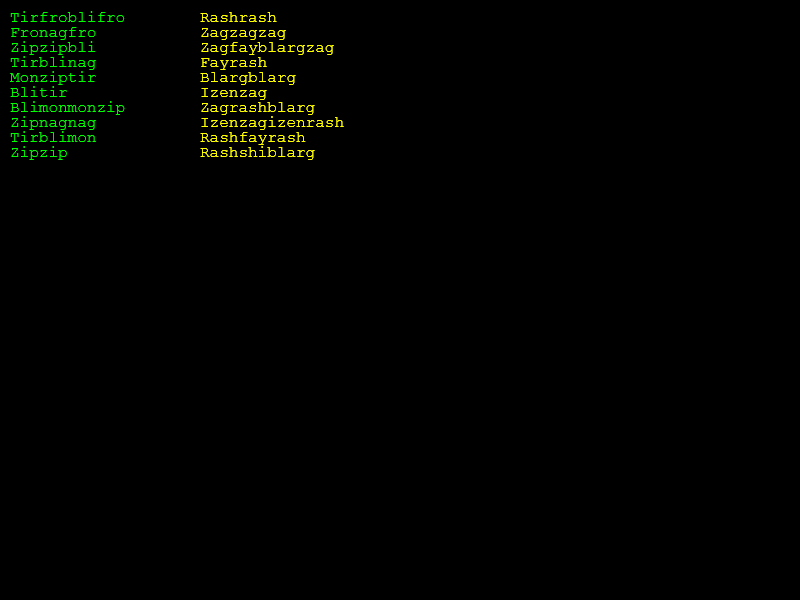 Tirfroblifro Rashrash
Fronagfro Zagzagzag
Zipzipbli Zagfayblargzag
Tirblinag Fayrash
Monziptir Blargblarg
Blitir Izenzag
Blimonmonzip Zagrashblarg
Zipnagnag Izenzagizenrash
Tirblimon Rashfayrash
Zipzip Rashshiblarg